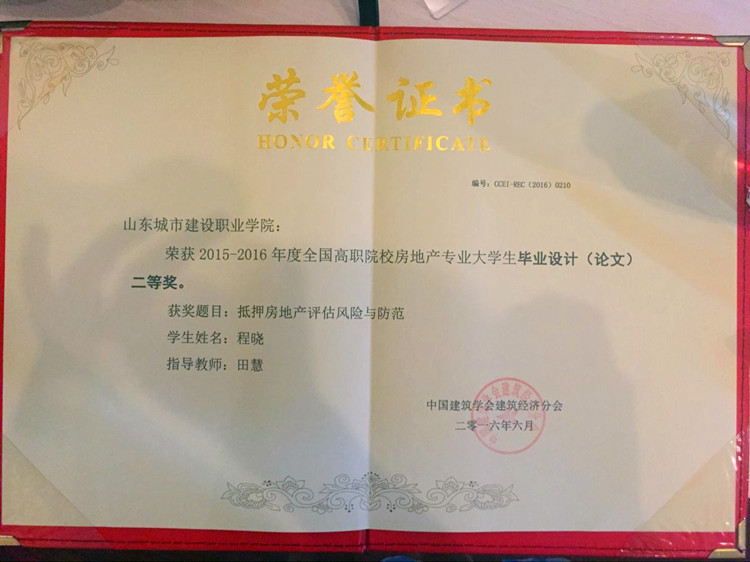 荣誉证书
HONOR CERTIFICATE
编号：CCEI-REC（2016）0210
山东城市建设职业学院：
荣获 2015-2016 年度全国高职院校房地产专业大学生毕业设计（论文）
二等奖。
获奖题目：抵押房地产评估风险与防范
学生姓名：程晓
指导教师：田慧
中国建筑学会建筑经济分会
二零一六年六月